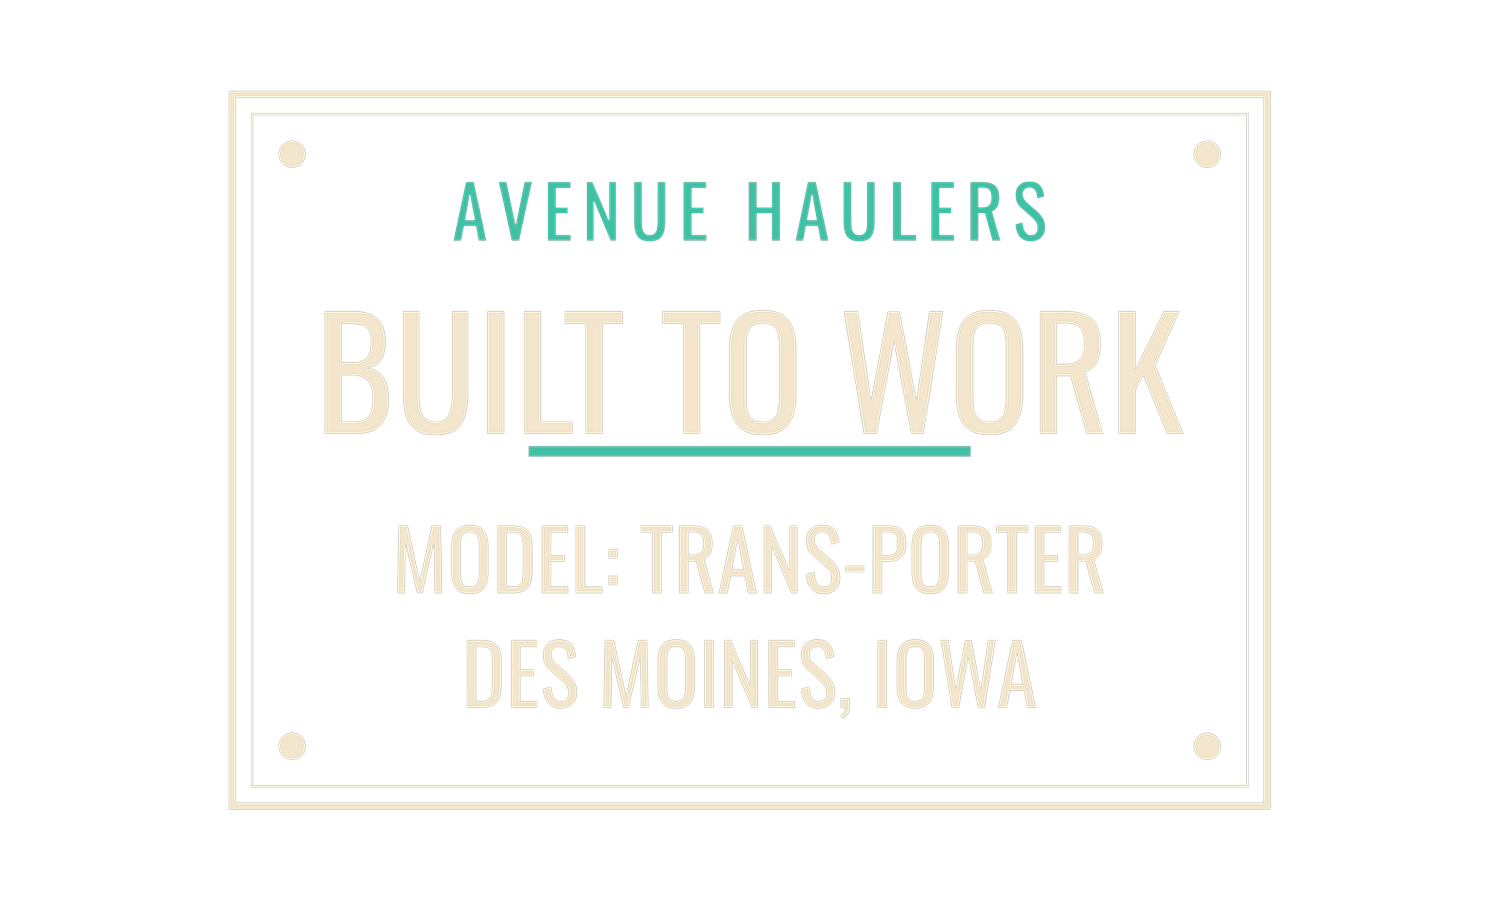 AVENUE HAULERS
BUILT TO WORK
MODEL: TRANS-PORTER
DES MOINES, IOWA